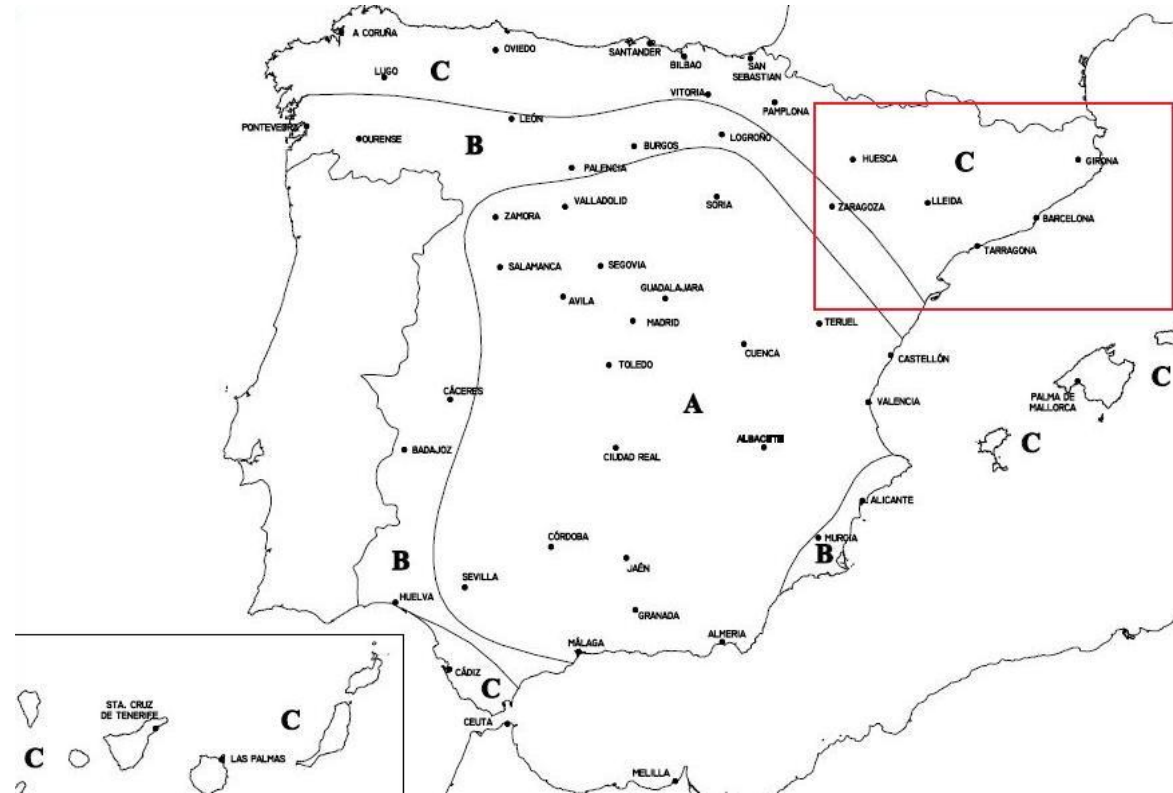 A CORUÑA
OVIEDO
SANTANDER
BILBAO
SAN
SEBASTIAN
LUGO
C
VITORIA
PAMPLONA
PONTEVEDRA
LEÓN
OURENSE
B
BURGOS
LOGROÑO
PALENCIA
HUESCA
C
GIRONA
ZAMORA
VALLADOLID
SORIA
ZARAGOZA
LLEIDA
BARCELONA
TARRAGONA
SALAMANCA
SEGOVIA
AVILA
GUADALAJARA
MADRID
TERUEL
CUENCA
TOLEDO
CASTELLÓN
C
CÁCERES
A
VALENCIA
PALMA DE
MALLORCA
C
BADAJOZ
CIUDAD REAL
ALBACETE
ALICANTE
CÓRDOBA
MURCIA
B
B
JAÉN
SEVILLA
HUELVA
GRANADA
MÁLAGA
ALMERIA
CÁDIZ
C
CEUTA
MELILLA
STA. CRUZ
DE TENERIFE
C
C
LAS PALMAS